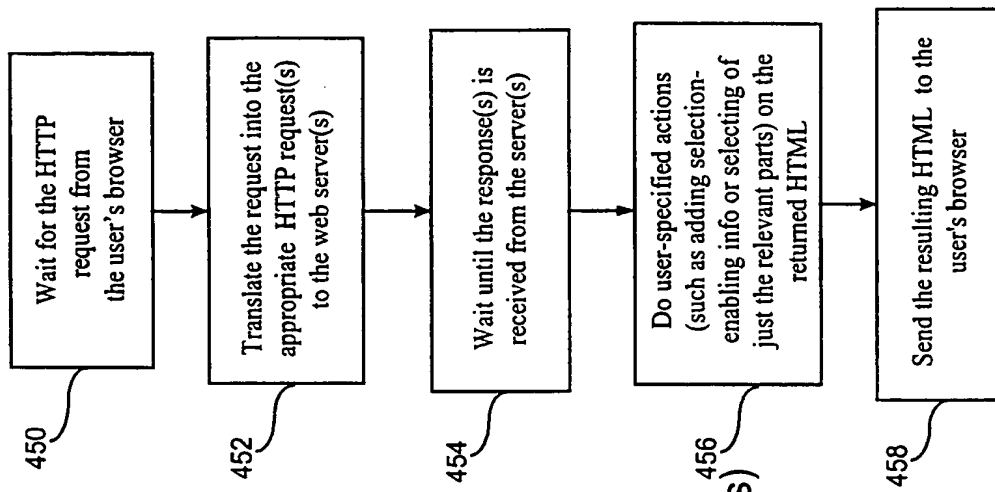 450
Wait for the HTTP
request from
the user's browser
452
Translate the request into the
appropriate HTTP request(s)
to the web server(s)
454
Wait until the response(s) is
received from the server(s)
456
Do user-specified actions
(such as adding selection-
enabling info or selecting of
just the relevant parts) on the
returned HTML
458
Send the resulting HTML to the
user's browser